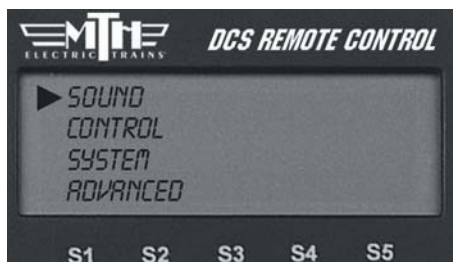 MTH DCS REMOTE CONTROL
ELECTRIC TRAINS
SOUND
CONTROL
SYSTEM
ADVANCED
S1 S2 S3 S4 S5